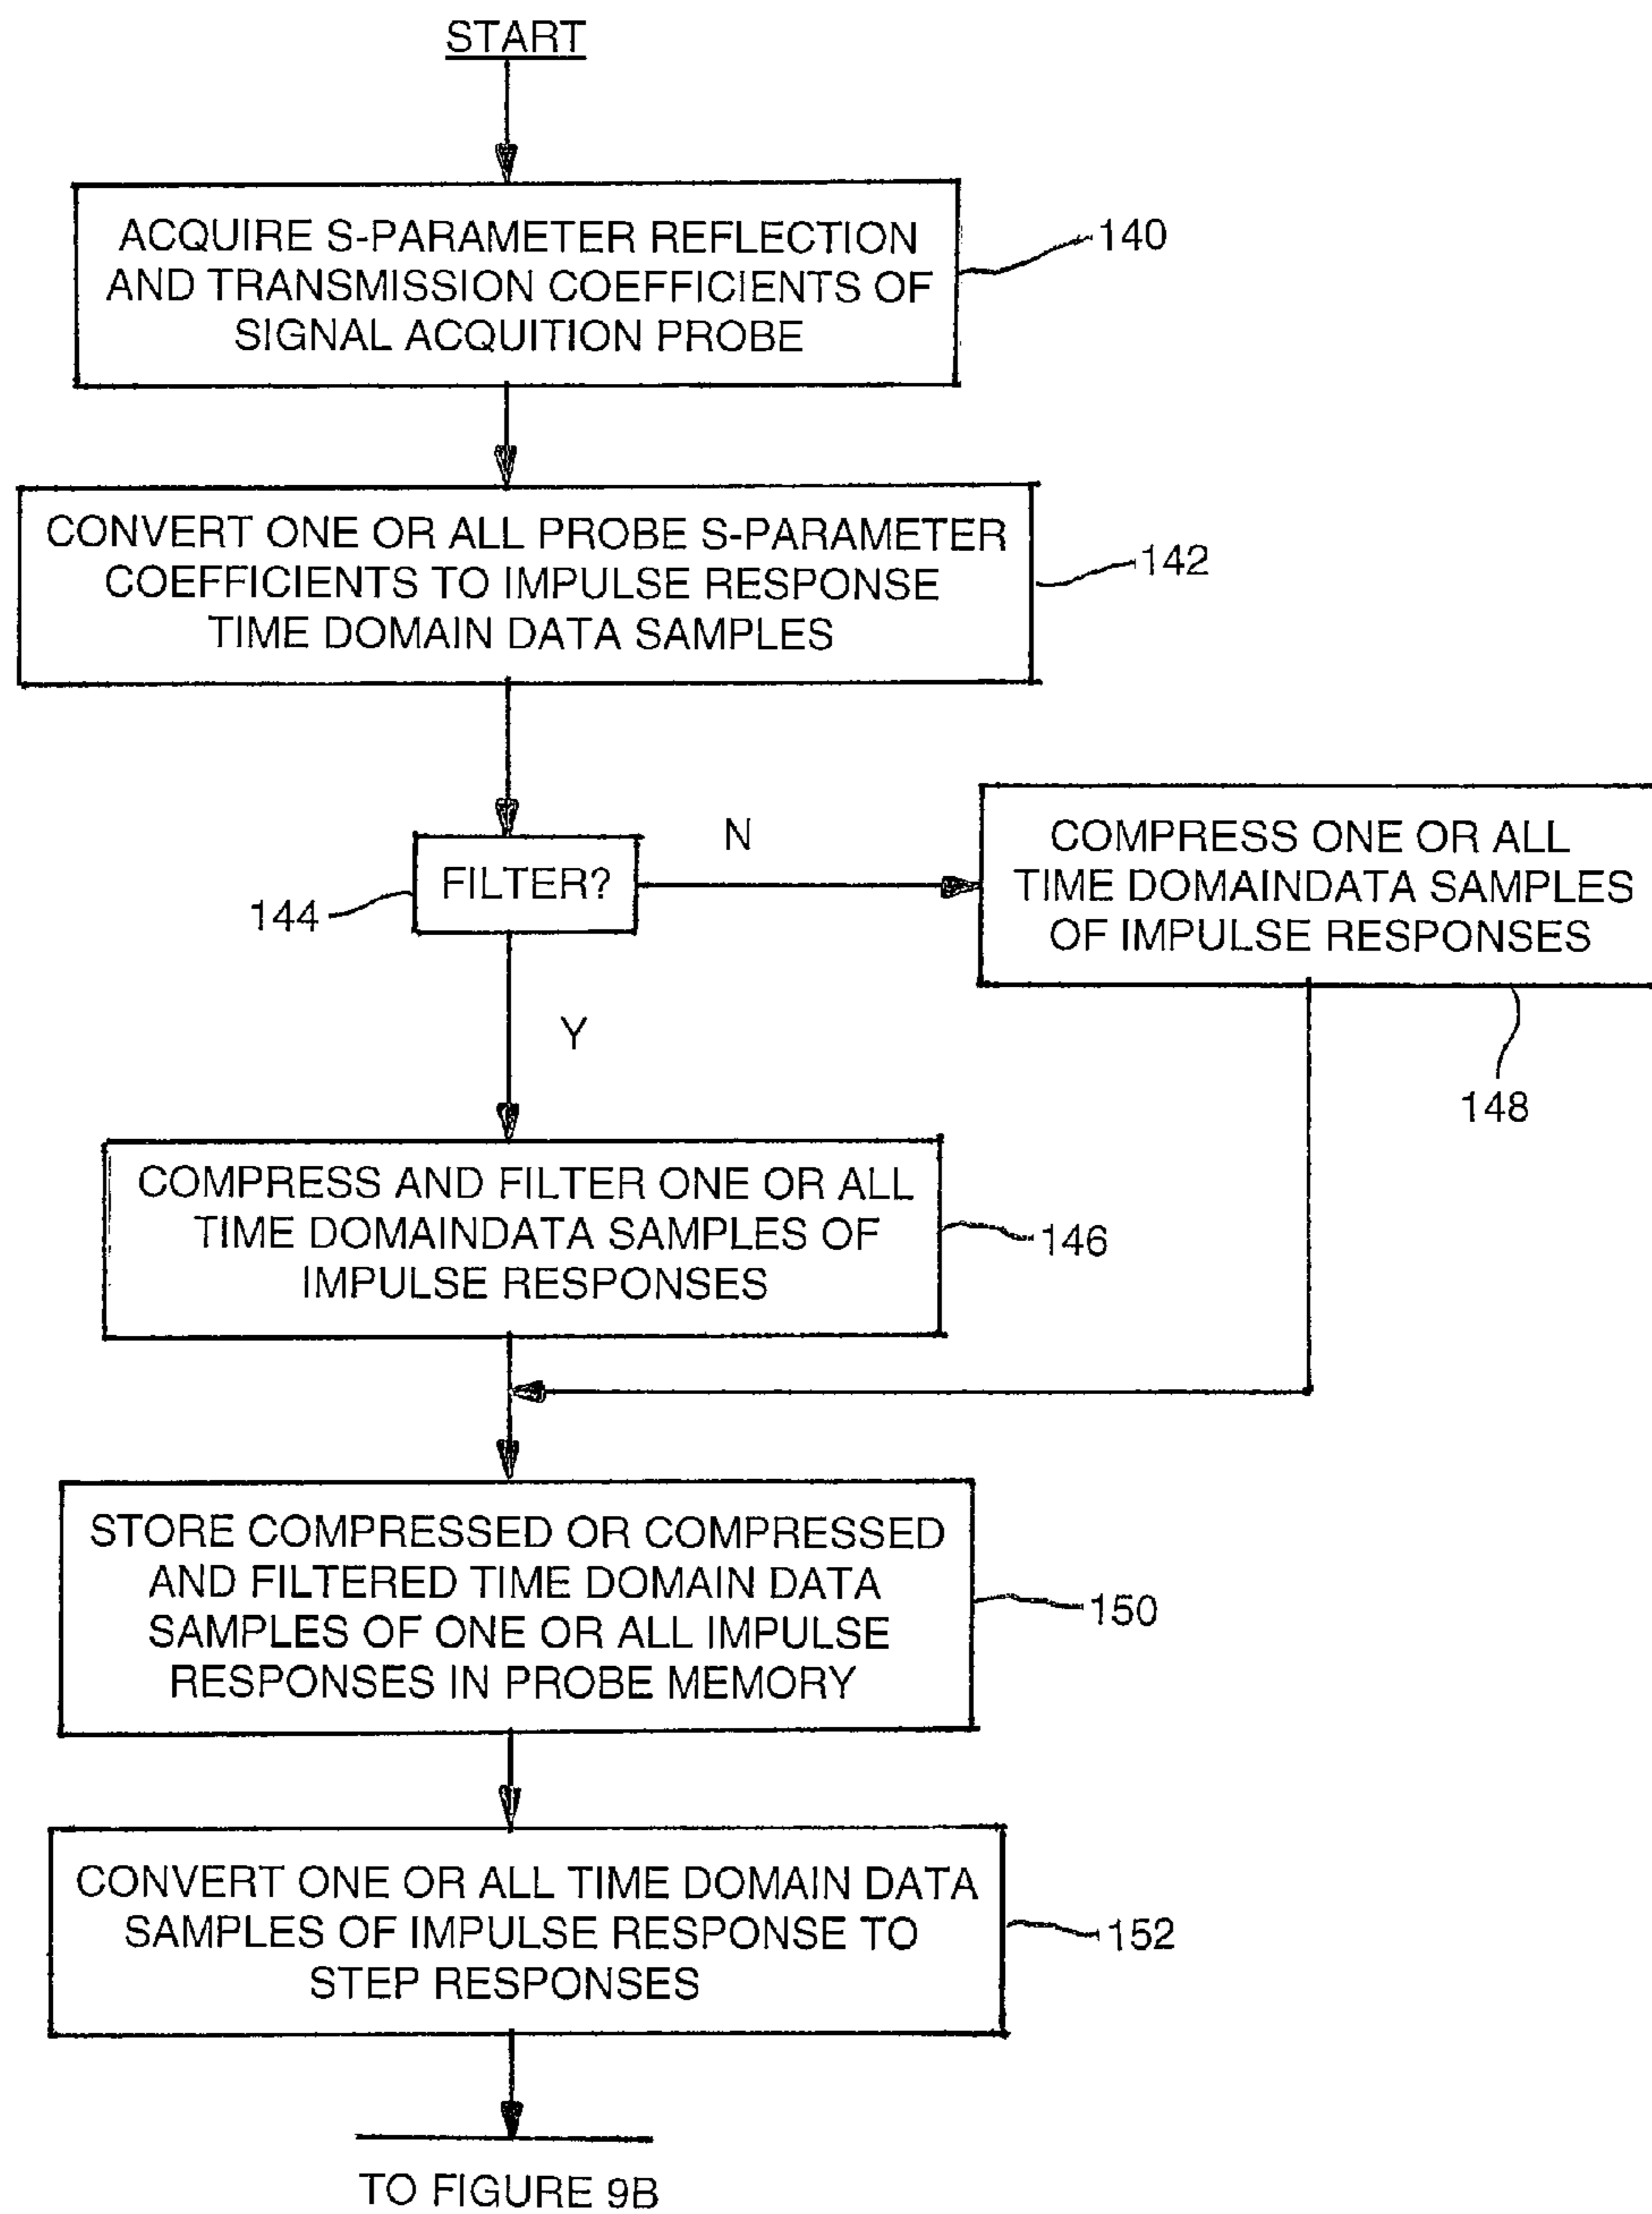 START
ACQUIRE S-PARAMETER REFLECTION
AND TRANSMISSION COEFFICIENTS OF
SIGNAL ACQUITION PROBE
140
CONVERT ONE OR ALL PROBE S-PARAMETER
COEFFICIENTS TO IMPULSE RESPONSE
TIME DOMAIN DATA SAMPLES
142
FILTER?
144
N
COMPRESS ONE OR ALL
TIME DOMAINDATA SAMPLES
OF IMPULSE RESPONSES
148
Y
COMPRESS AND FILTER ONE OR ALL
TIME DOMAINDATA SAMPLES OF
IMPULSE RESPONSES
146
STORE COMPRESSED OR COMPRESSED
AND FILTERED TIME DOMAIN DATA
SAMPLES OF ONE OR ALL IMPULSE
RESPONSES IN PROBE MEMORY
150
CONVERT ONE OR ALL TIME DOMAIN DATA
SAMPLES OF IMPULSE RESPONSE TO
STEP RESPONSES
152
TO FIGURE 9B